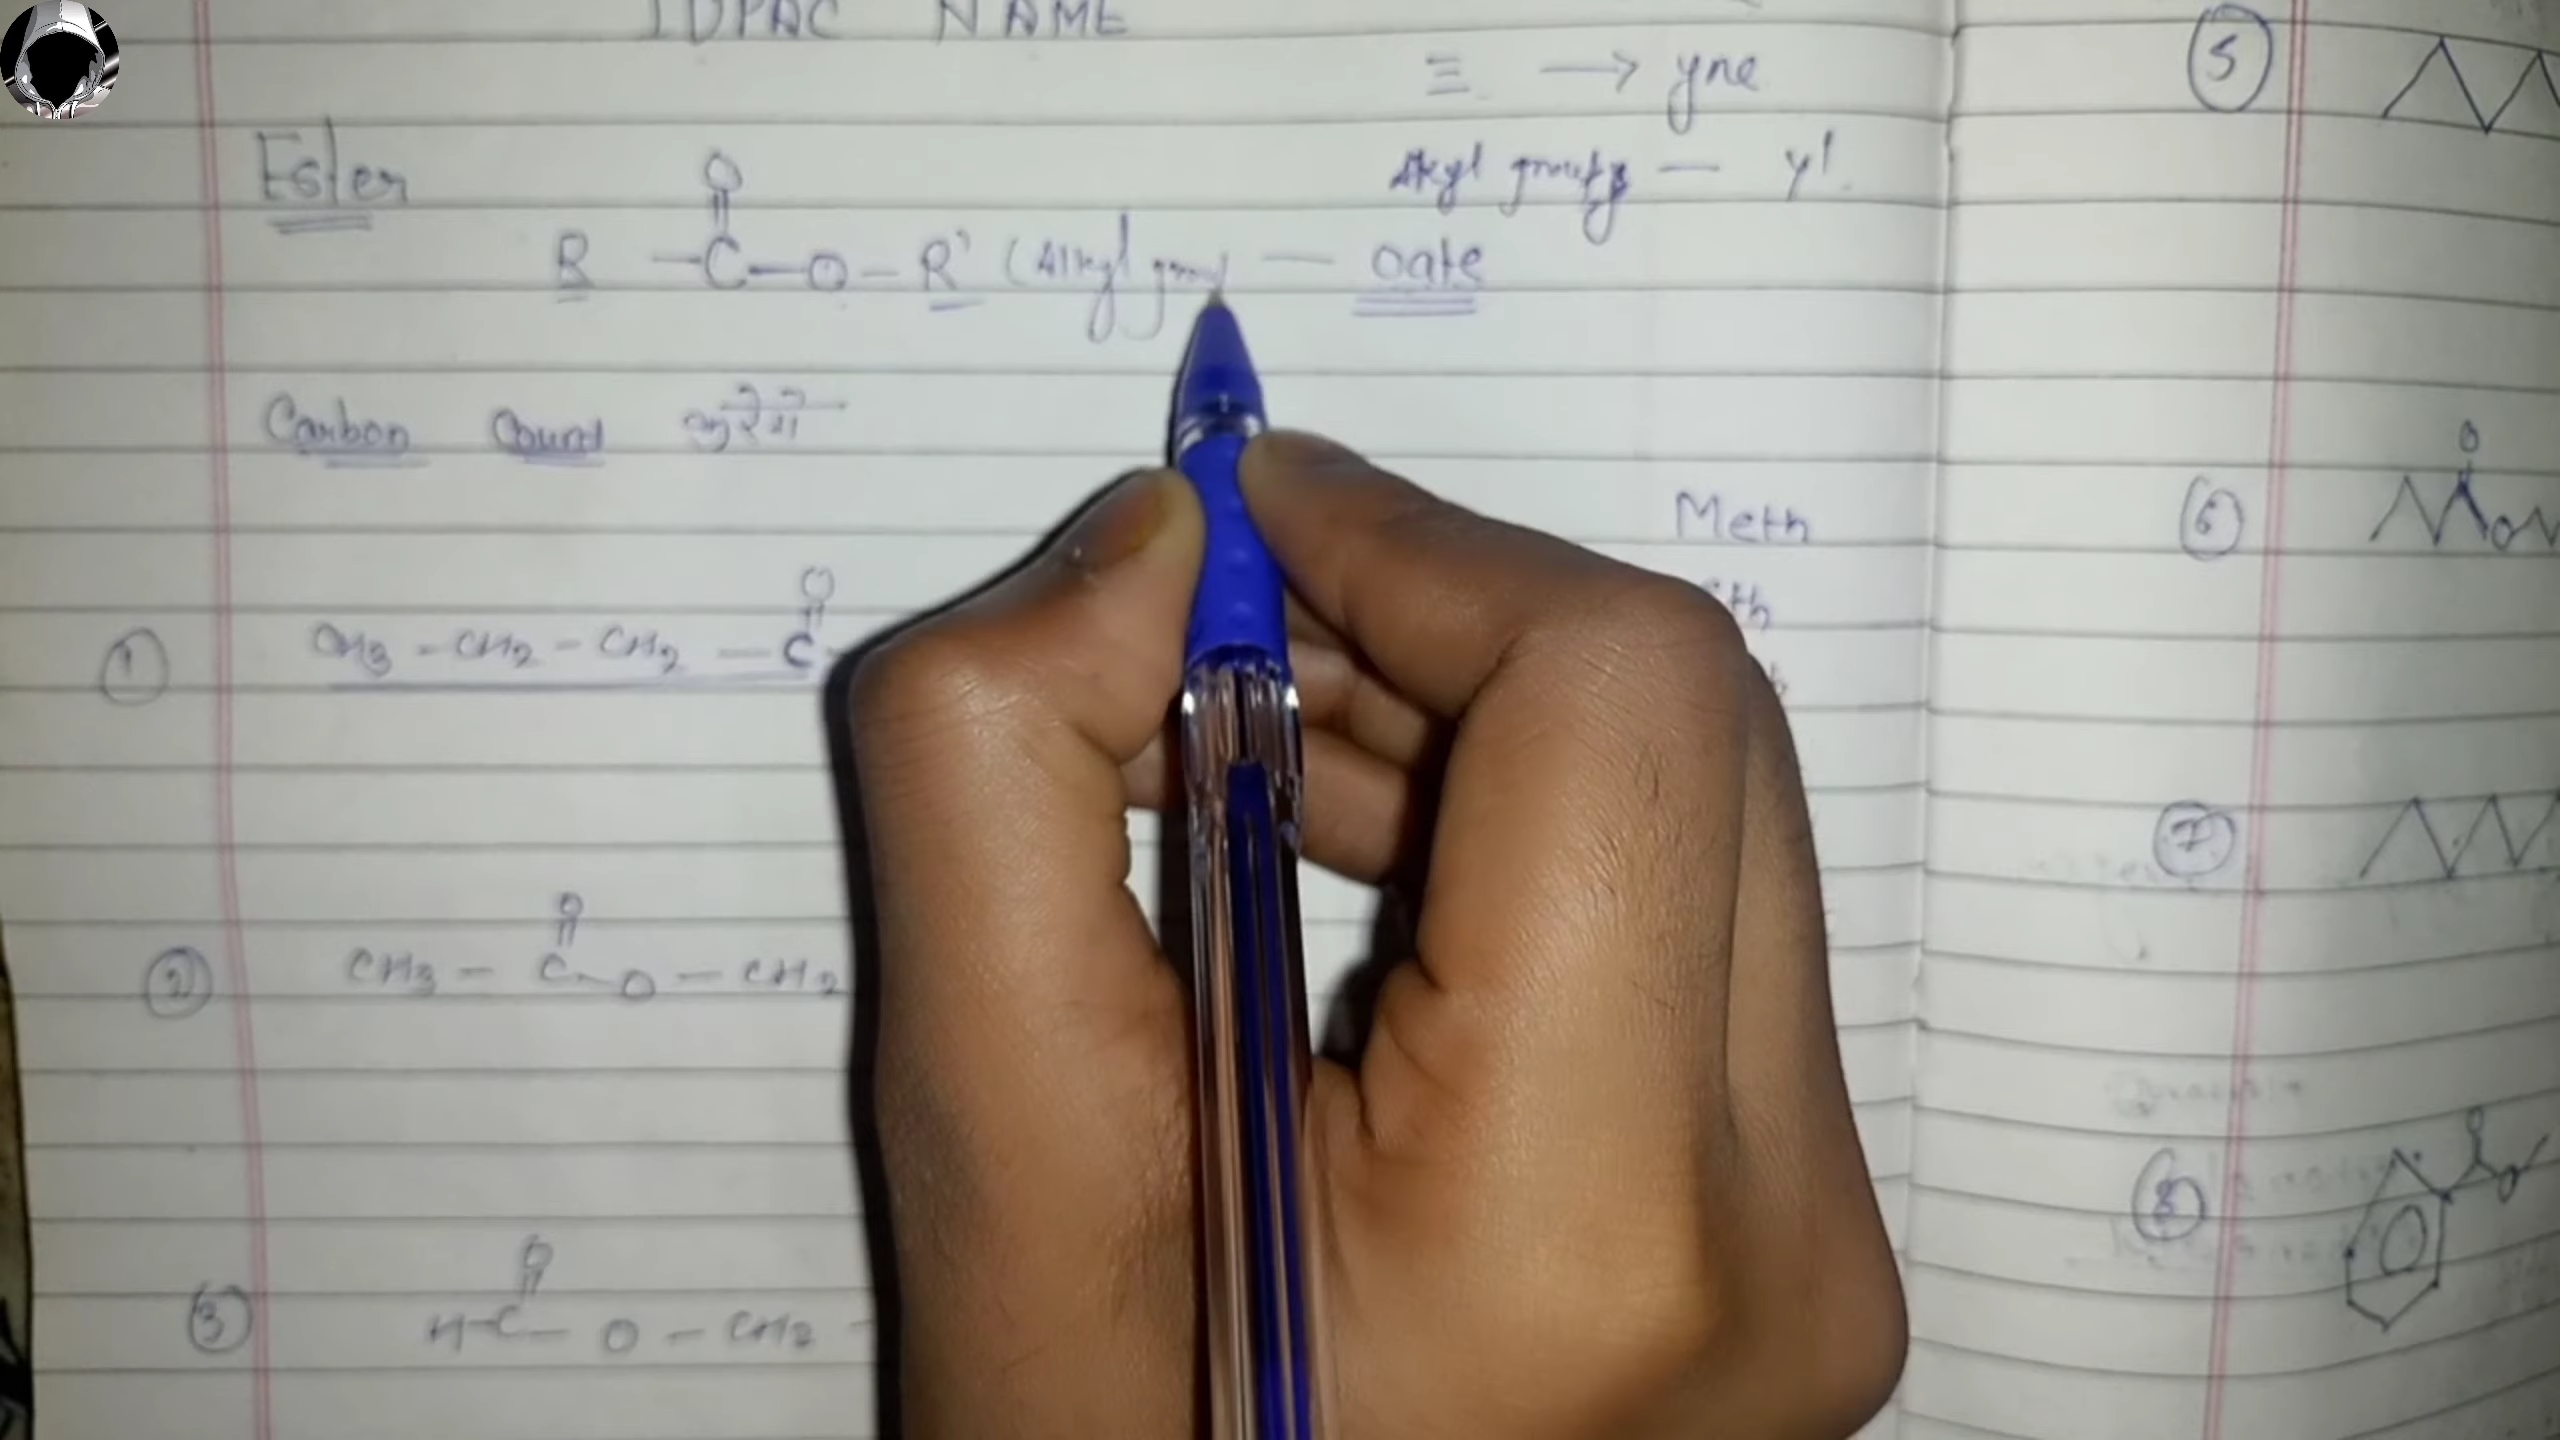 IUPAC NAME
≡ → yne
Alkyl group — yl
Ester
O
R — C — O — R' (Alkyl group — oate
Carbon Count करेगा
Meth
O
① CH3 - CH2 - CH2 — C
O
② CH3 — C - O — CH2
O
③ H-C — O - CH2 -
⑤
O
⑥ O
⑦
⑧ O O